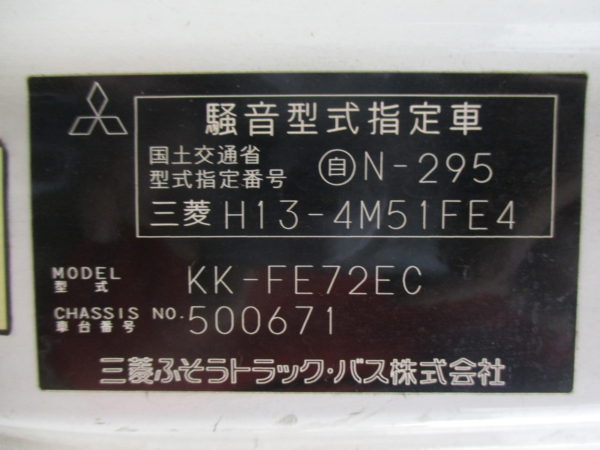 騒音型式指定車
国土交通省
型式指定番号 自N-295
三菱 H13-4M51FE4
MODEL
型式 KK-FE72EC
CHASSIS NO.
車台番号 500671
三菱ふそうトラック・バス株式会社